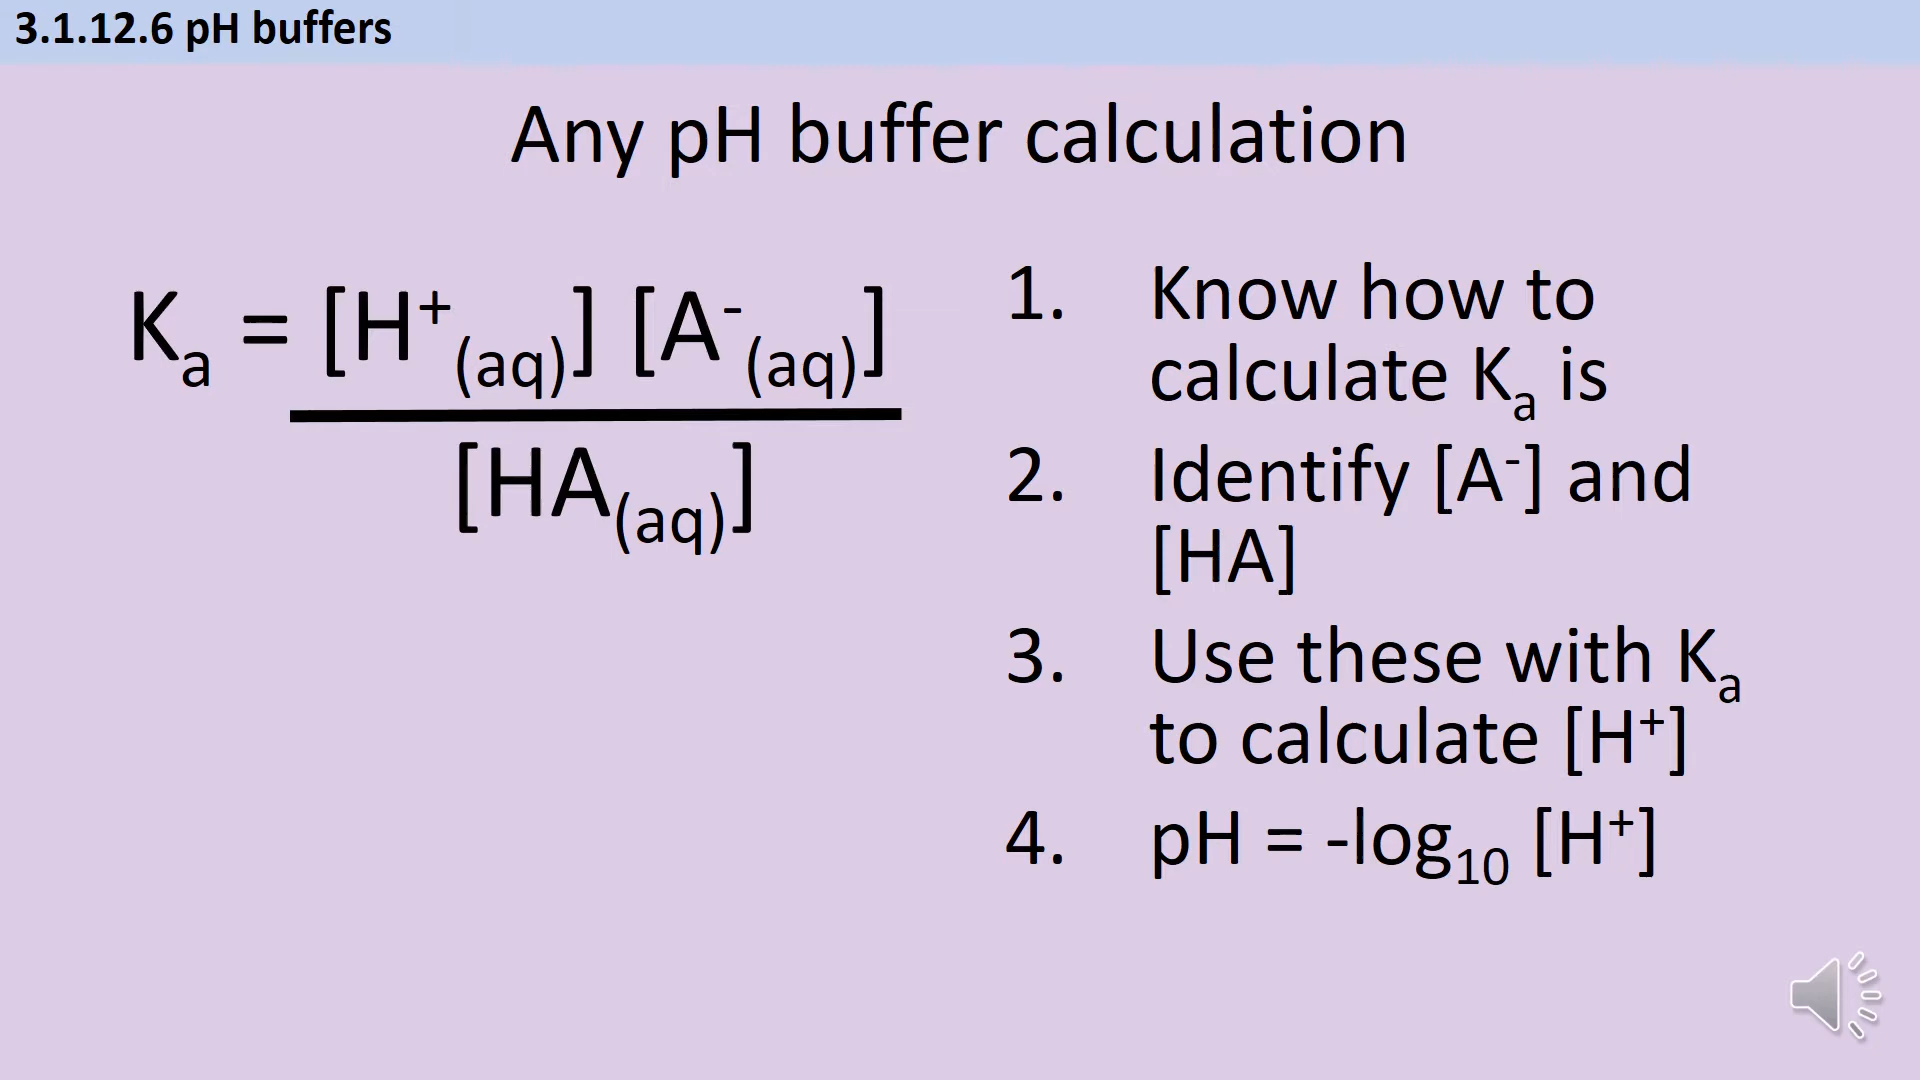 3.1.12.6 pH buffers
Any pH buffer calculation
Kₐ = [H⁺₍aq₎] [A⁻₍aq₎]
[HA₍aq₎]
1. Know how to
calculate Kₐ is
2. Identify [A⁻] and
[HA]
3. Use these with Kₐ
to calculate [H⁺]
4. pH = -log₁₀ [H⁺]